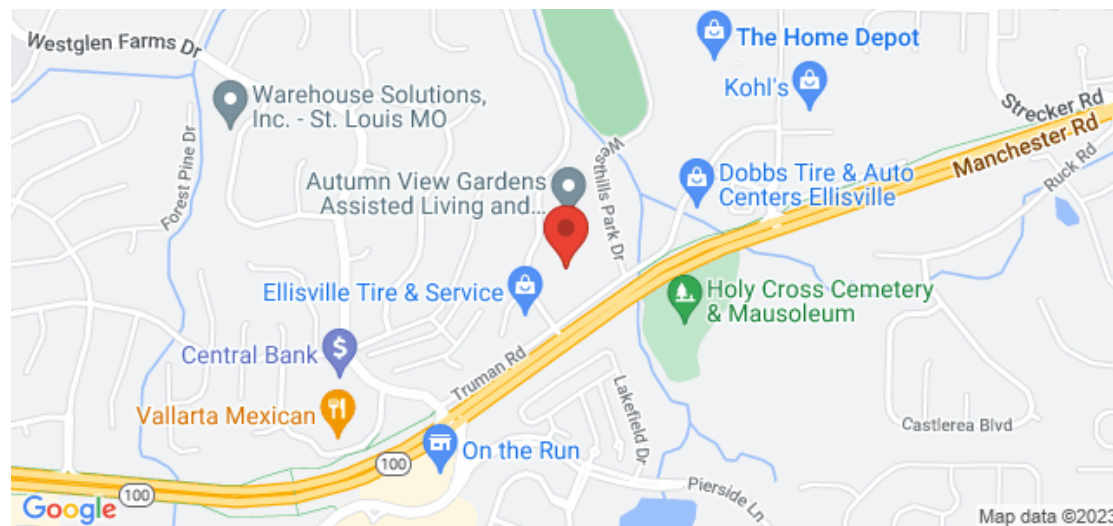 Westglen Farms Dr
The Home Depot
Kohl's
Warehouse Solutions,
Inc. - St. Louis MO
Strecker Rd
Manchester Rd
Ruck Rd
Forest Pine Dr
Westhills Park Dr
Autumn View Gardens
Assisted Living and...
Dobbs Tire & Auto
Centers Ellisville
Ellisville Tire & Service
Holy Cross Cemetery
& Mausoleum
Central Bank
Truman Rd
Vallarta Mexican
Lakefield Dr
Castlerea Blvd
On the Run
100
100
Pierside Ln
Google
Map data ©2023